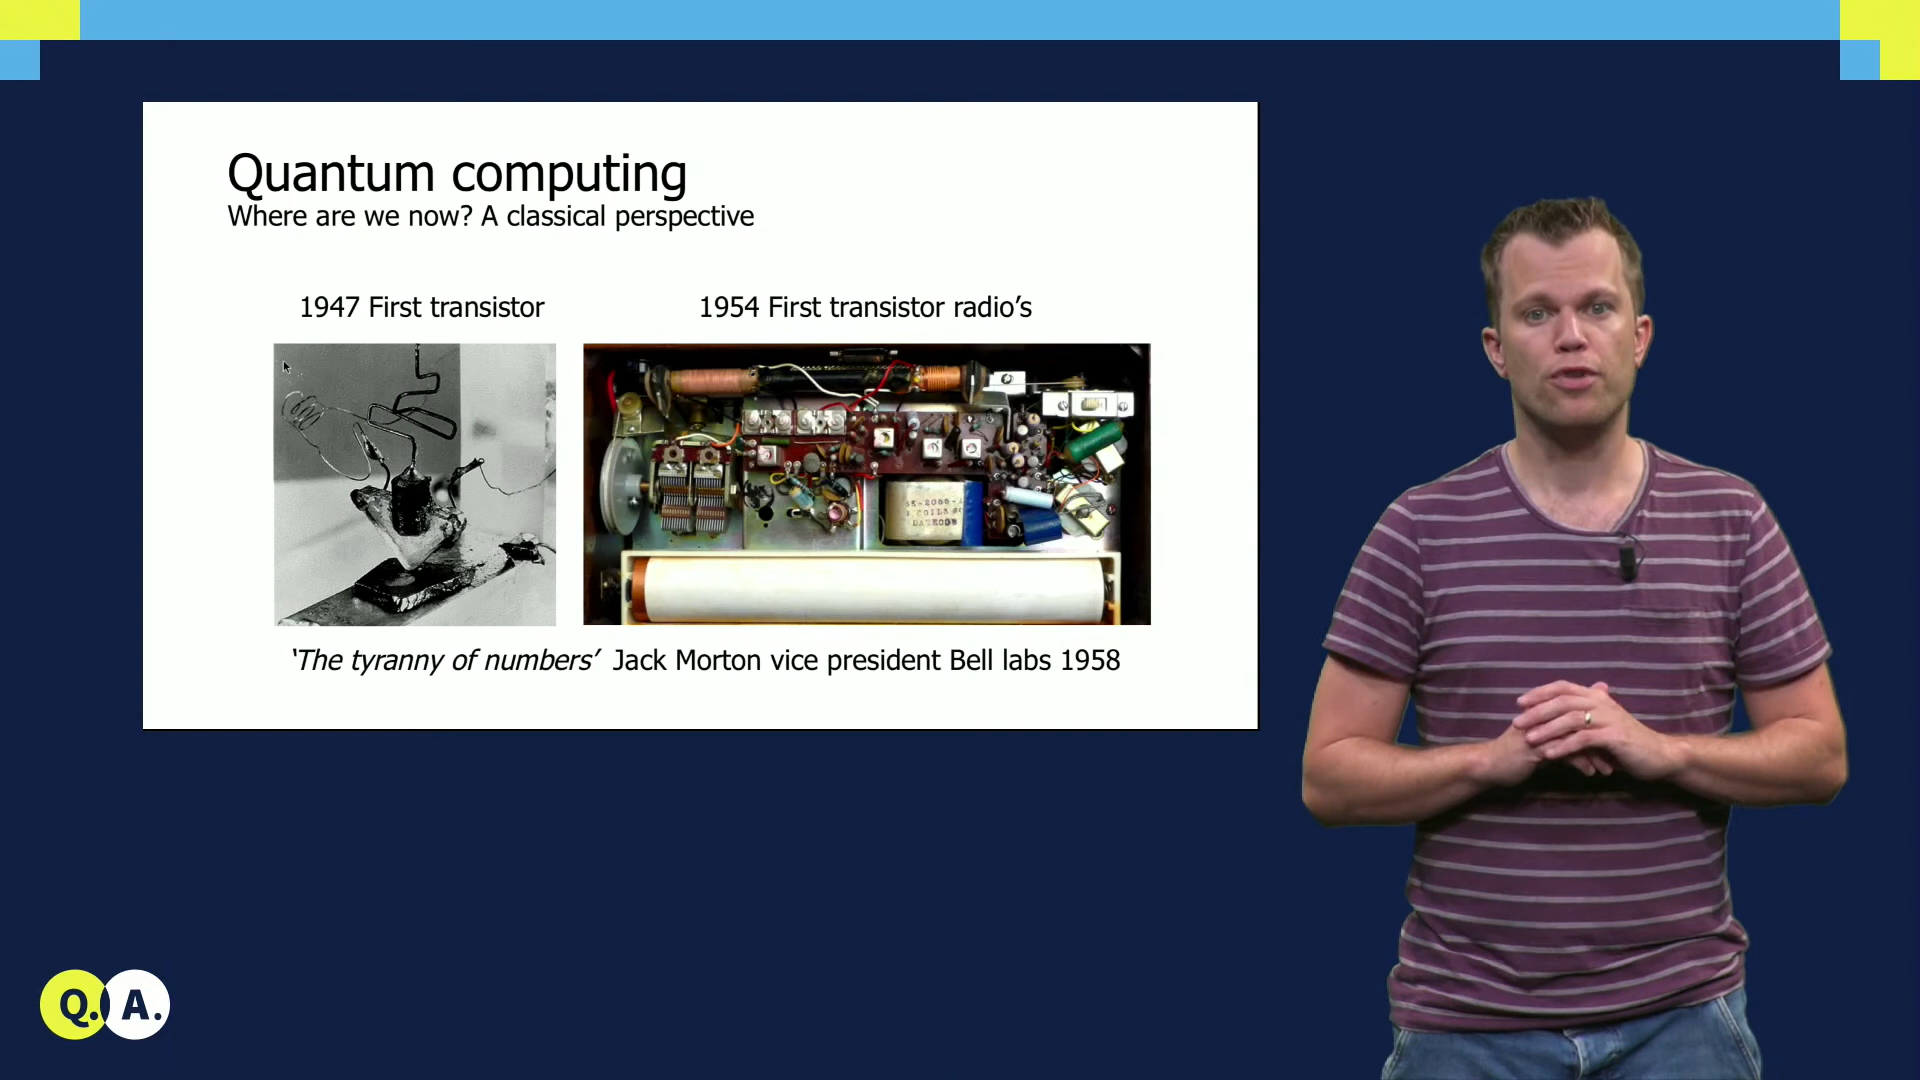 Quantum computing
Where are we now? A classical perspective
1947 First transistor
1954 First transistor radio's
'The tyranny of numbers' Jack Morton vice president Bell labs 1958
Q. A.